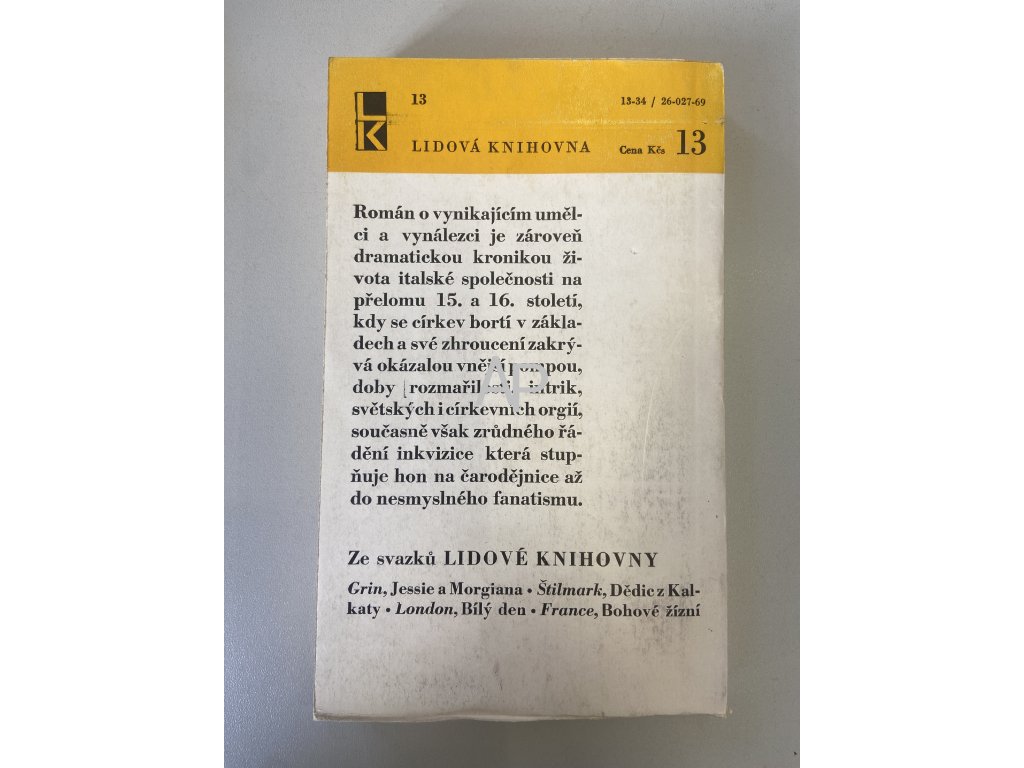 LK
13
13-34 / 26-027-69
LIDOVÁ KNIHOVNA
Cena Kčs 13
Román o vynikajícím uměl-
ci a vynálezci je zároveň
dramatickou kronikou ži-
vota italské společnosti na
přelomu 15. a 16. století,
kdy se církev bortí v zákla-
dech a své zhroucení zakrý-
vá okázalou vnější pompou,
doby rozmařilosti, intrik,
světských i církevních orgií,
současně však zrůdného řá-
dění inkvizice která stup-
ňuje hon na čarodějnice až
do nesmyslného fanatismu.
AP
Ze svazků LIDOVÉ KNIHOVNY
Grin, Jessie a Morgiana • Štilmark, Dědic z Kal-
katy • London, Bílý den • France, Bohové žízní